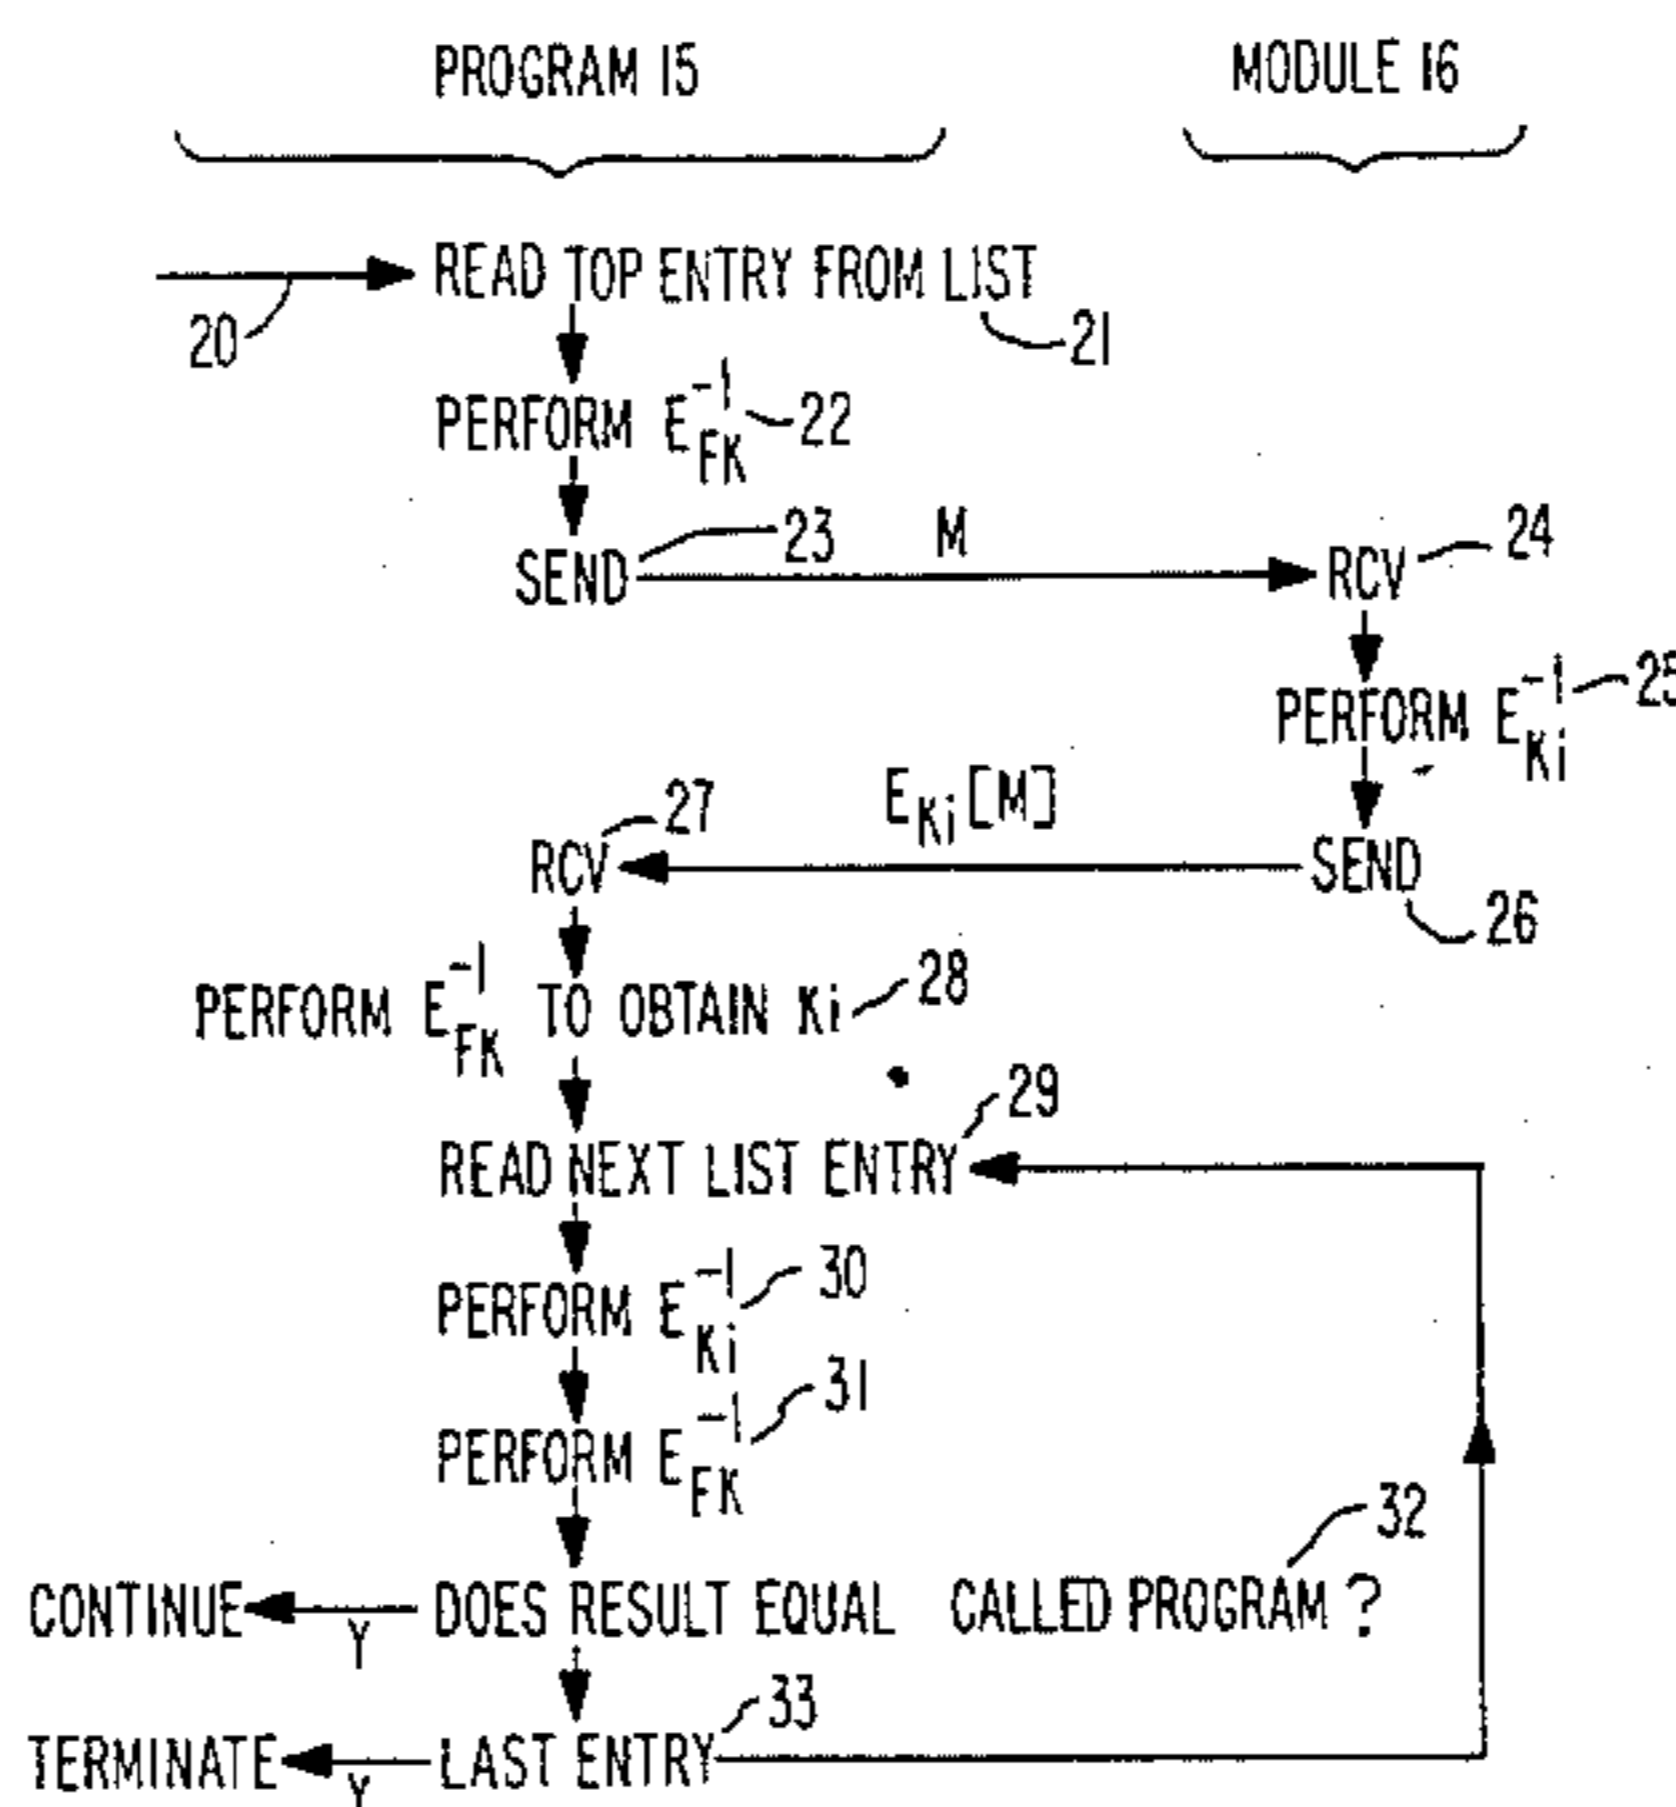 PROGRAM 15
MODULE 16
READ TOP ENTRY FROM LIST
20
21
PERFORM E⁻¹FK
22
SEND
23
M
RCV
24
PERFORM E⁻¹Ki
25
EKi[M]
RCV
27
SEND
26
PERFORM E⁻¹FK TO OBTAIN Ki
28
READ NEXT LIST ENTRY
29
PERFORM E⁻¹Ki
30
PERFORM E⁻¹FK
31
CONTINUE
Y
DOES RESULT EQUAL CALLED PROGRAM?
32
TERMINATE
Y
LAST ENTRY
33